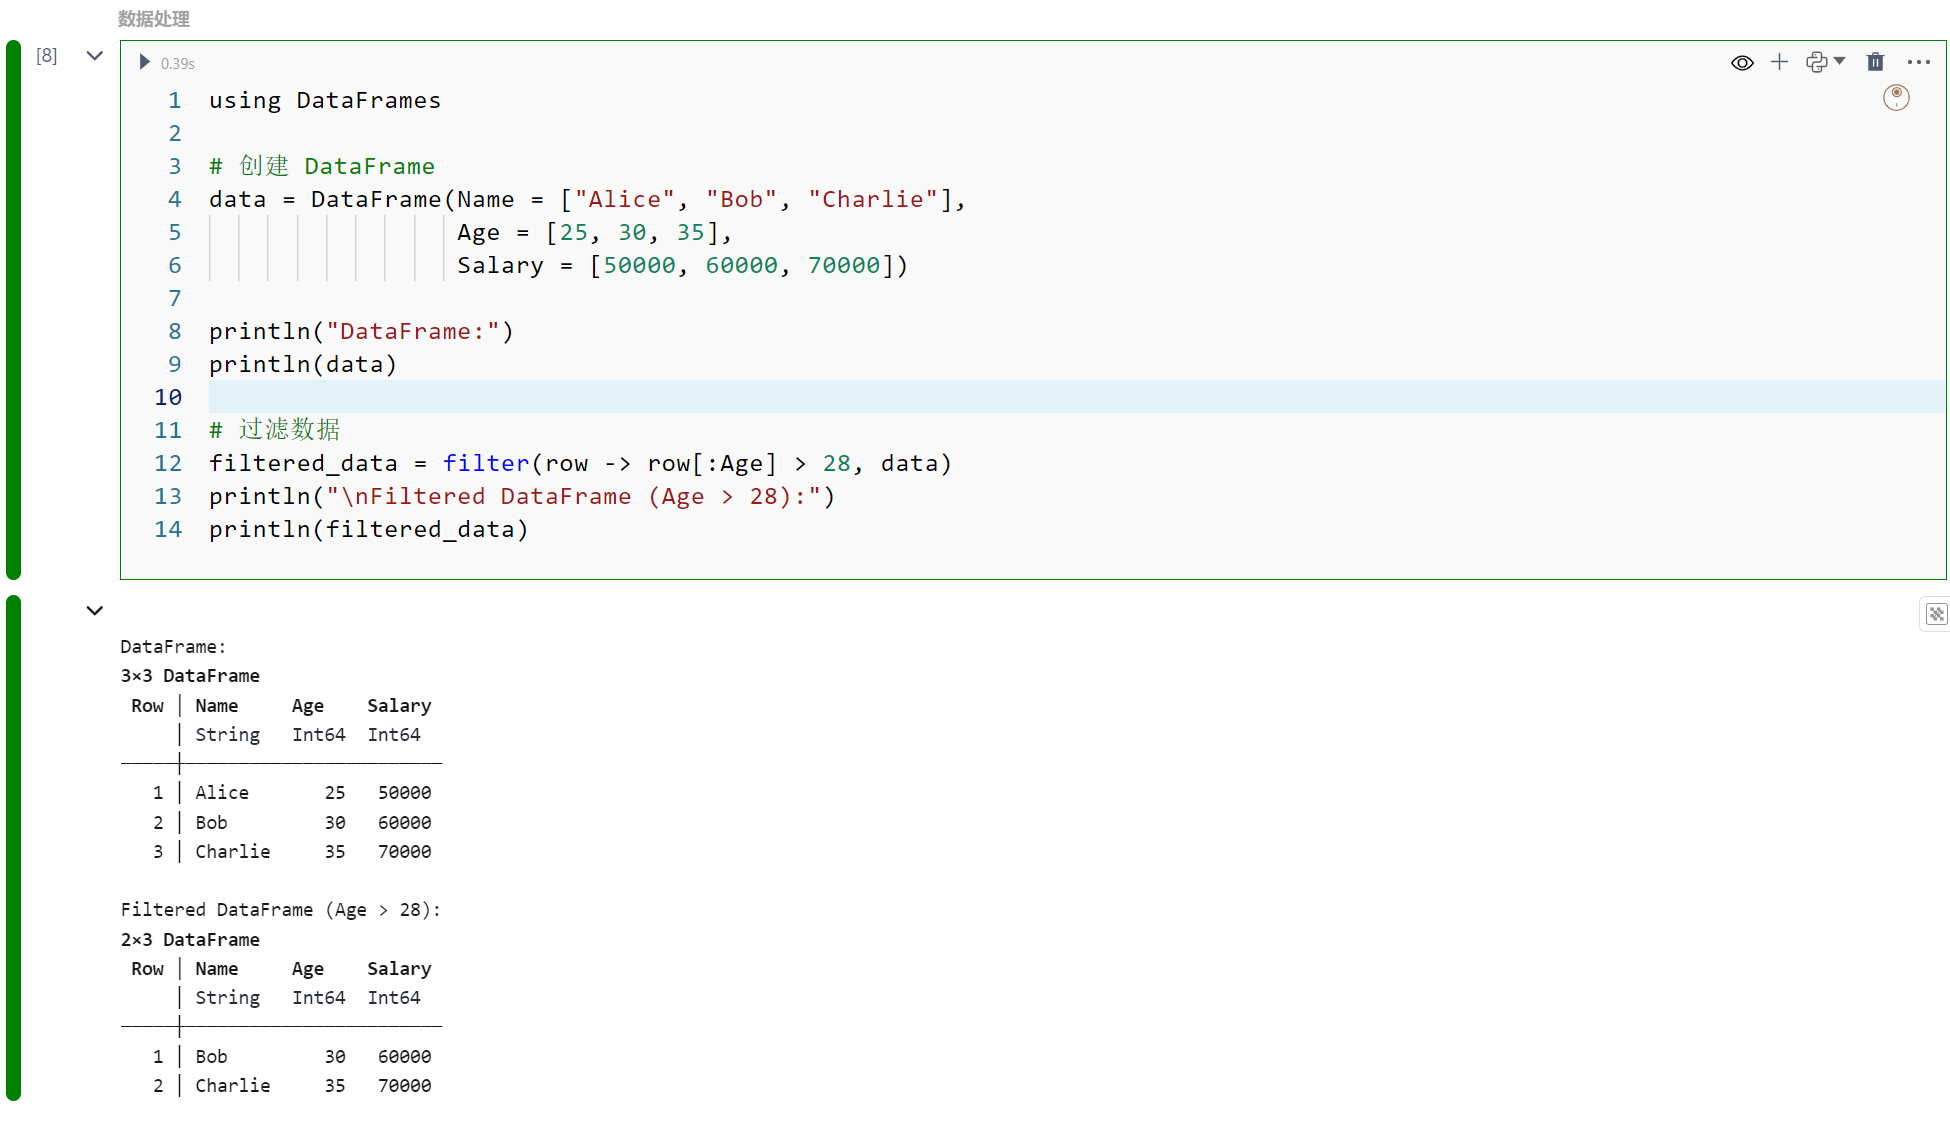 数据处理
[8]
0.39s
1 using DataFrames
2
3 # 创建 DataFrame
4 data = DataFrame(Name = ["Alice", "Bob", "Charlie"],
5                  Age = [25, 30, 35],
6                  Salary = [50000, 60000, 70000])
7
8 println("DataFrame:")
9 println(data)
10
11 # 过滤数据
12 filtered_data = filter(row -> row[:Age] > 28, data)
13 println("\nFiltered DataFrame (Age > 28):")
14 println(filtered_data)
DataFrame:
3×3 DataFrame
Row │ Name Age Salary
│ String Int64 Int64
1 │ Alice 25 50000
2 │ Bob 30 60000
3 │ Charlie 35 70000
Filtered DataFrame (Age > 28):
2×3 DataFrame
Row │ Name Age Salary
│ String Int64 Int64
1 │ Bob 30 60000
2 │ Charlie 35 70000